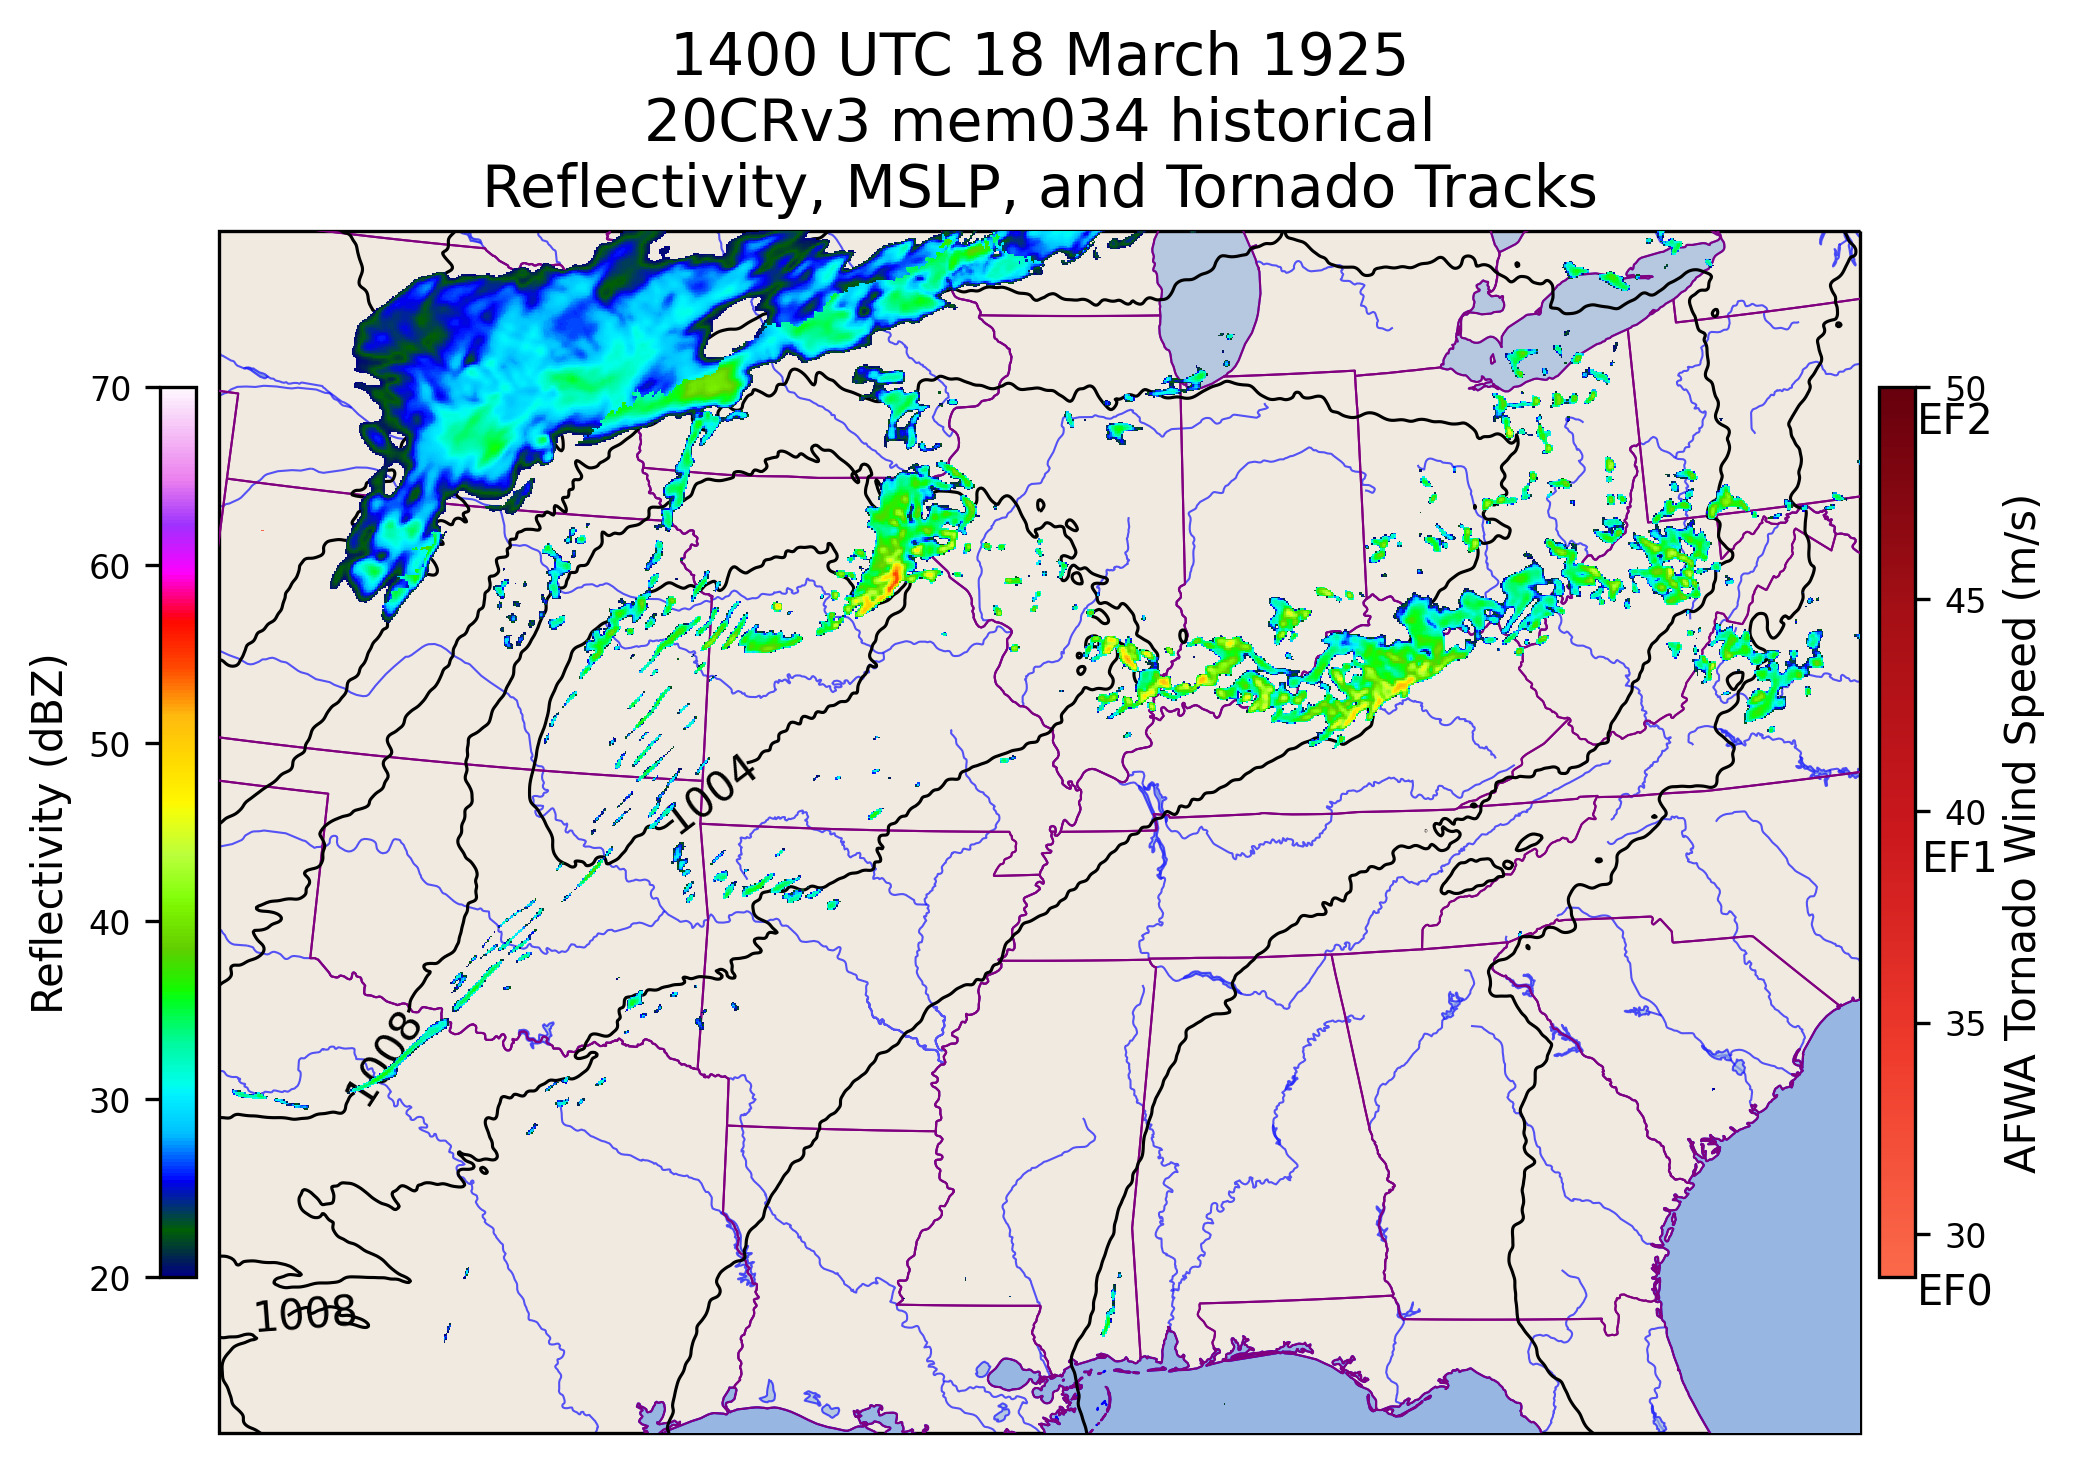 1400 UTC 18 March 1925
20CRv3 mem034 historical
Reflectivity, MSLP, and Tornado Tracks
Reflectivity (dBZ)
70
60
50
40
30
20
1004
1008
1008
50
EF2
45
40
EF1
35
30
EF0
AFWA Tornado Wind Speed (m/s)